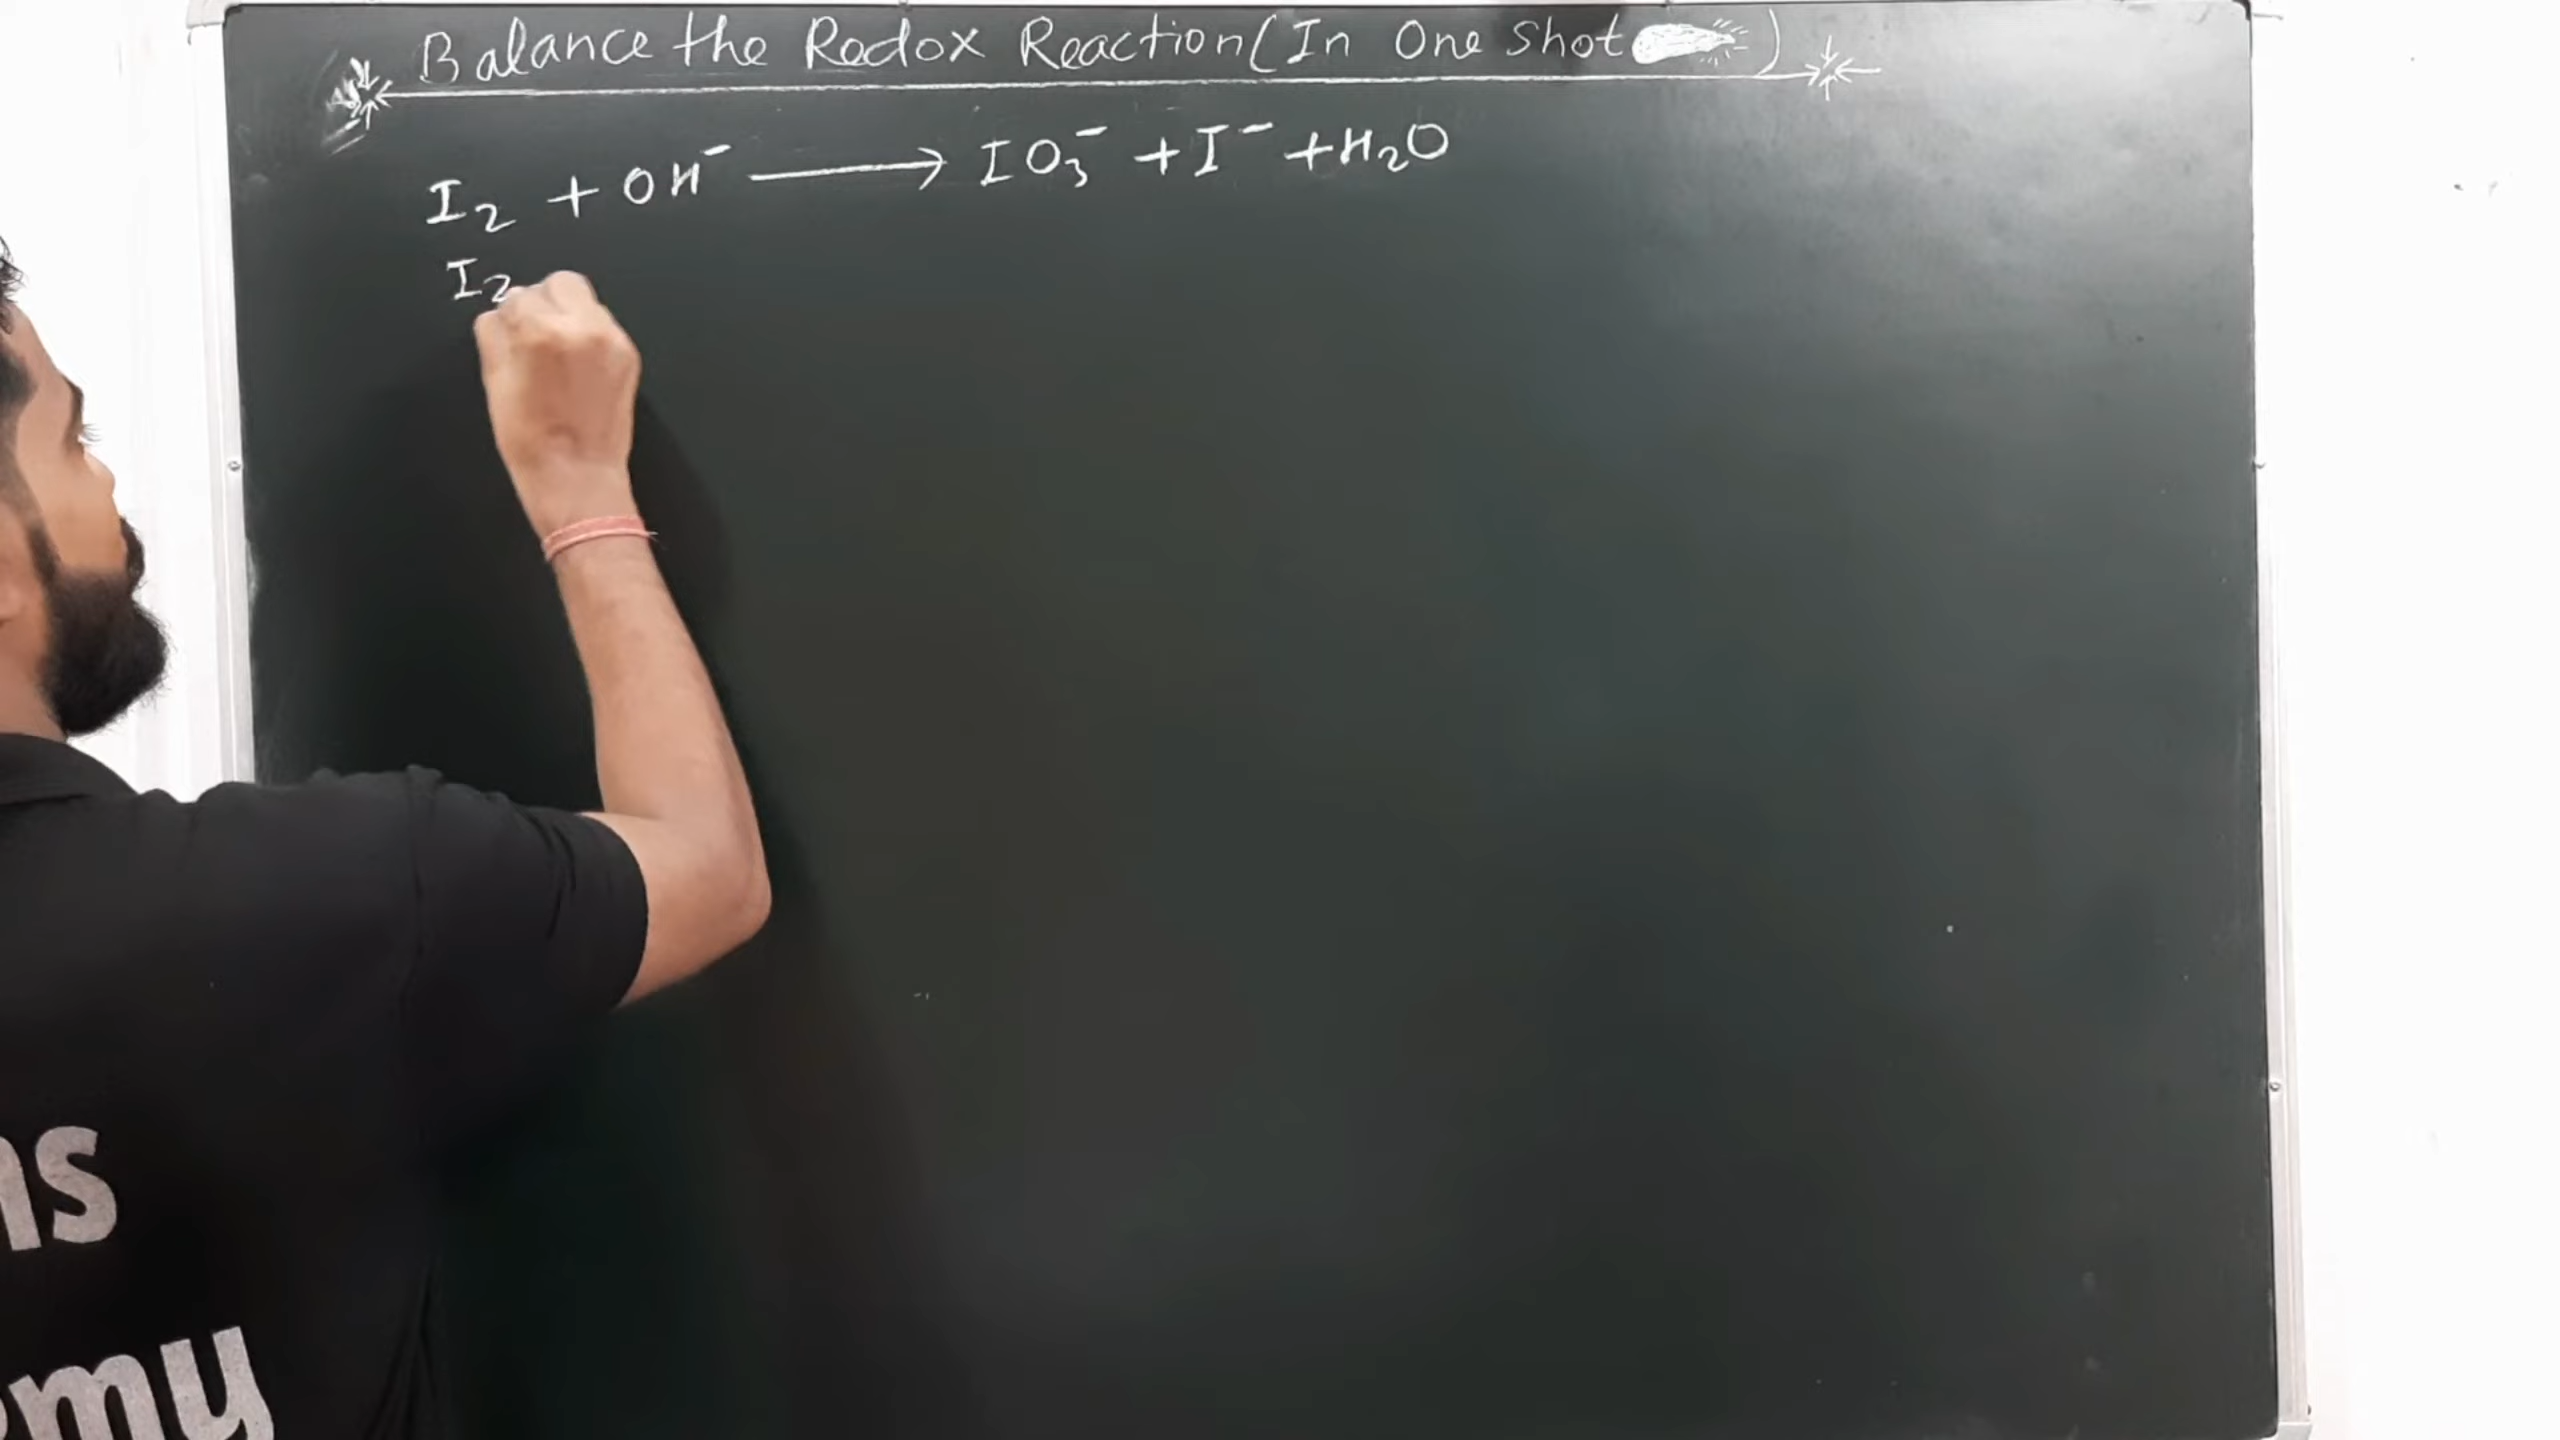 Balance the Redox Reaction (In One Shot)
I₂ + OH⁻ ⟶ IO₃⁻ + I⁻ + H₂O
I₂
ns
my